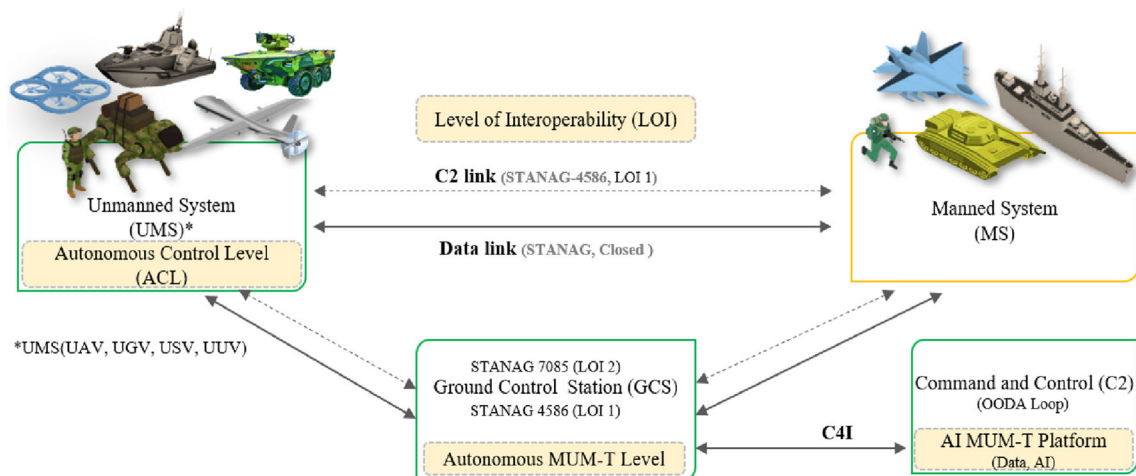 Level of Interoperability (LOI)
C2 link (STANAG-4586, LOI 1)
Unmanned System
(UMS)*
Autonomous Control Level
(ACL)
Data link (STANAG, Closed )
Manned System
(MS)
*UMS(UAV, UGV, USV, UUV)
STANAG 7085 (LOI 2)
Ground Control Station (GCS)
STANAG 4586 (LOI 1)
Autonomous MUM-T Level
C4I
Command and Control (C2)
(OODA Loop)
AI MUM-T Platform
(Data, AI)